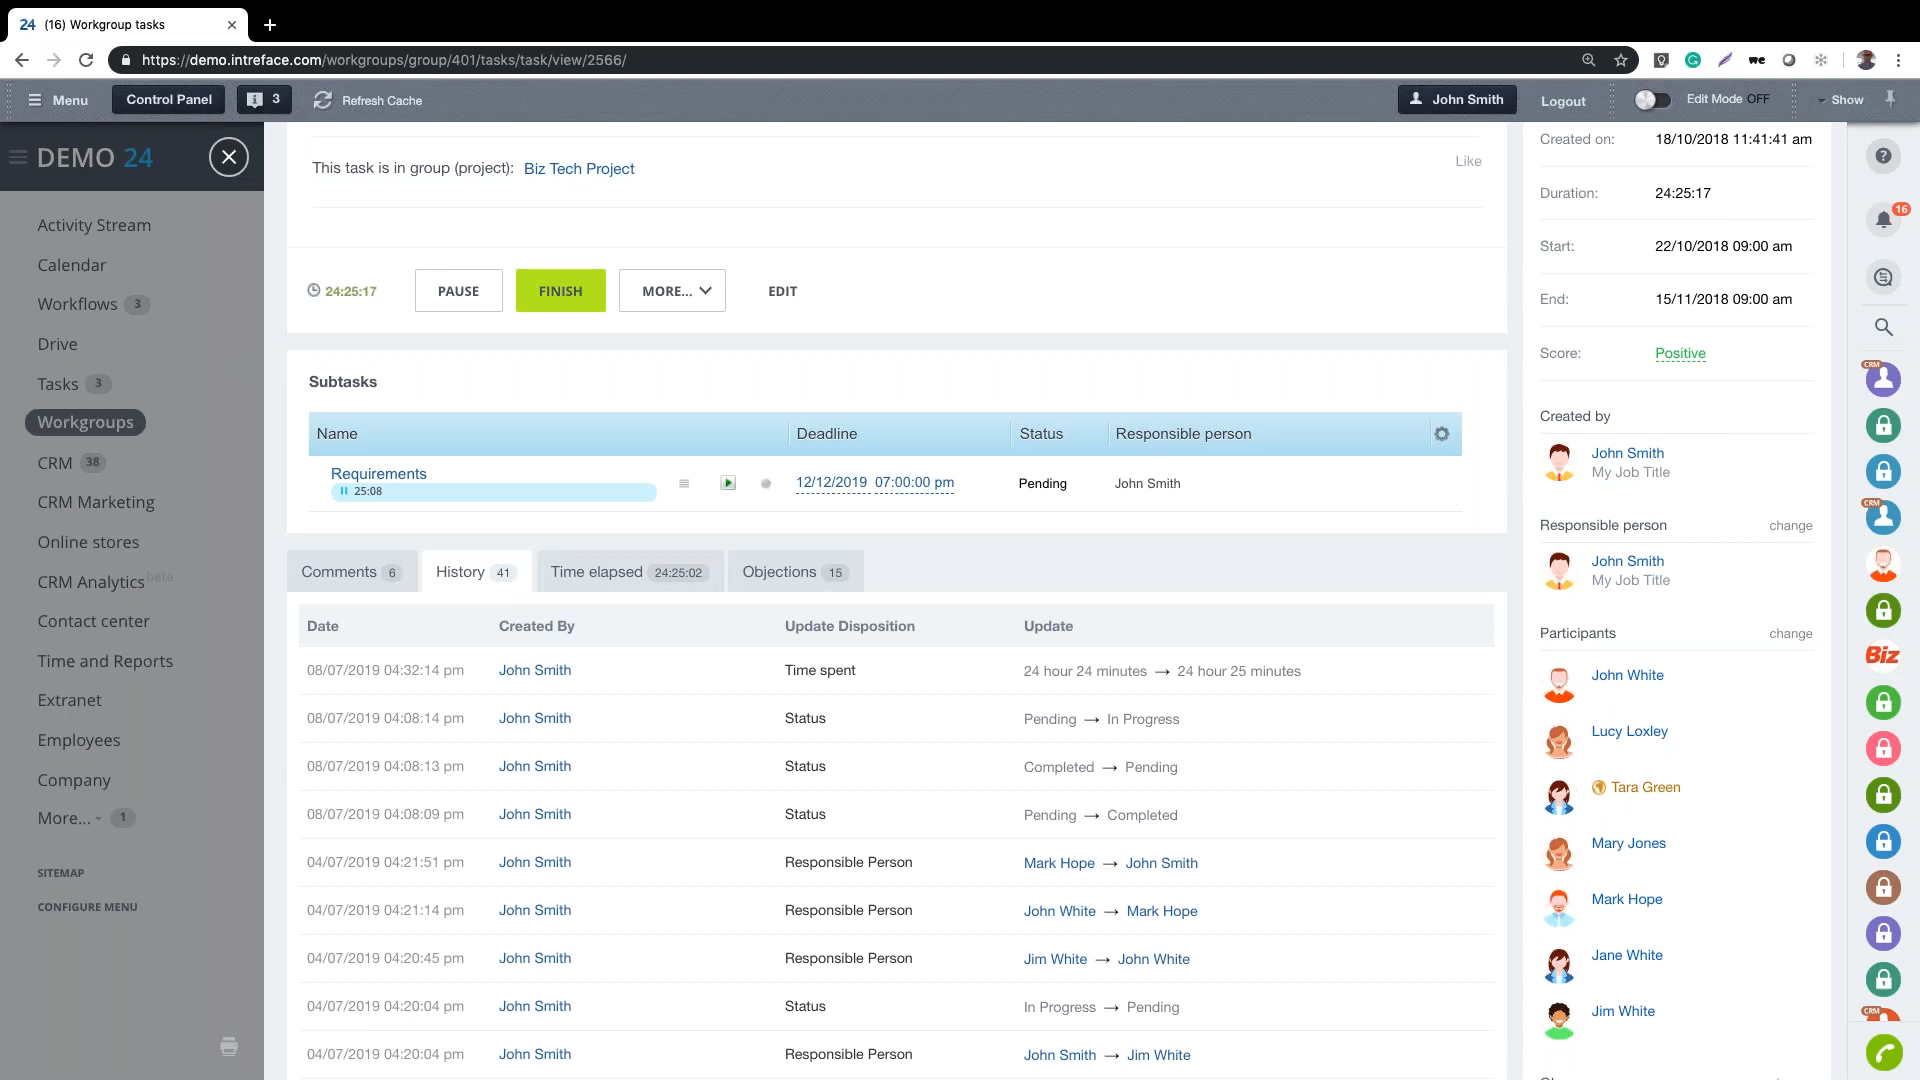 24 (16) Workgroup tasks
https://demo.intreface.com/workgroups/group/401/tasks/task/view/2566/
Menu Control Panel 3 Refresh Cache John Smith Logout Edit Mode OFF Show
DEMO 24
Activity Stream
Calendar
Workflows 3
Drive
Tasks 3
Workgroups
CRM 38
CRM Marketing
Online stores
CRM Analytics beta
Contact center
Time and Reports
Extranet
Employees
Company
More... 1
SITEMAP
CONFIGURE MENU
This task is in group (project): Biz Tech Project
Like
24:25:17 PAUSE FINISH MORE... EDIT
Subtasks
Name Deadline Status Responsible person
Requirements 12/12/2019 07:00:00 pm Pending John Smith
25:08
Comments 6 History 41 Time elapsed 24:25:02 Objections 15
Date Created By Update Disposition Update
08/07/2019 04:32:14 pm John Smith Time spent 24 hour 24 minutes → 24 hour 25 minutes
08/07/2019 04:08:14 pm John Smith Status Pending → In Progress
08/07/2019 04:08:13 pm John Smith Status Completed → Pending
08/07/2019 04:08:09 pm John Smith Status Pending → Completed
04/07/2019 04:21:51 pm John Smith Responsible Person Mark Hope → John Smith
04/07/2019 04:21:14 pm John Smith Responsible Person John White → Mark Hope
04/07/2019 04:20:45 pm John Smith Responsible Person Jim White → John White
04/07/2019 04:20:04 pm John Smith Status In Progress → Pending
04/07/2019 04:20:04 pm John Smith Responsible Person John Smith → Jim White
Created on: 18/10/2018 11:41:41 am
Duration: 24:25:17
Start: 22/10/2018 09:00 am
End: 15/11/2018 09:00 am
Score: Positive
Created by
John Smith
My Job Title
Responsible person change
John Smith
My Job Title
Participants change
John White
Lucy Loxley
Tara Green
Mary Jones
Mark Hope
Jane White
Jim White
16
CRM
CRM
Biz
CRM